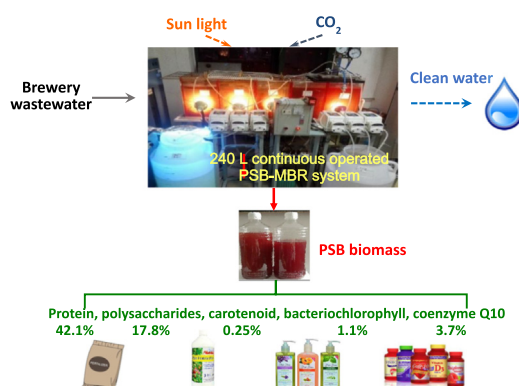 Sun light
CO2
Brewery
wastewater
Clean water
240 L continuous operated
PSB-MBR system
PSB biomass
Protein, polysaccharides, carotenoid, bacteriochlorophyll, coenzyme Q10
42.1% 17.8% 0.25% 1.1% 3.7%